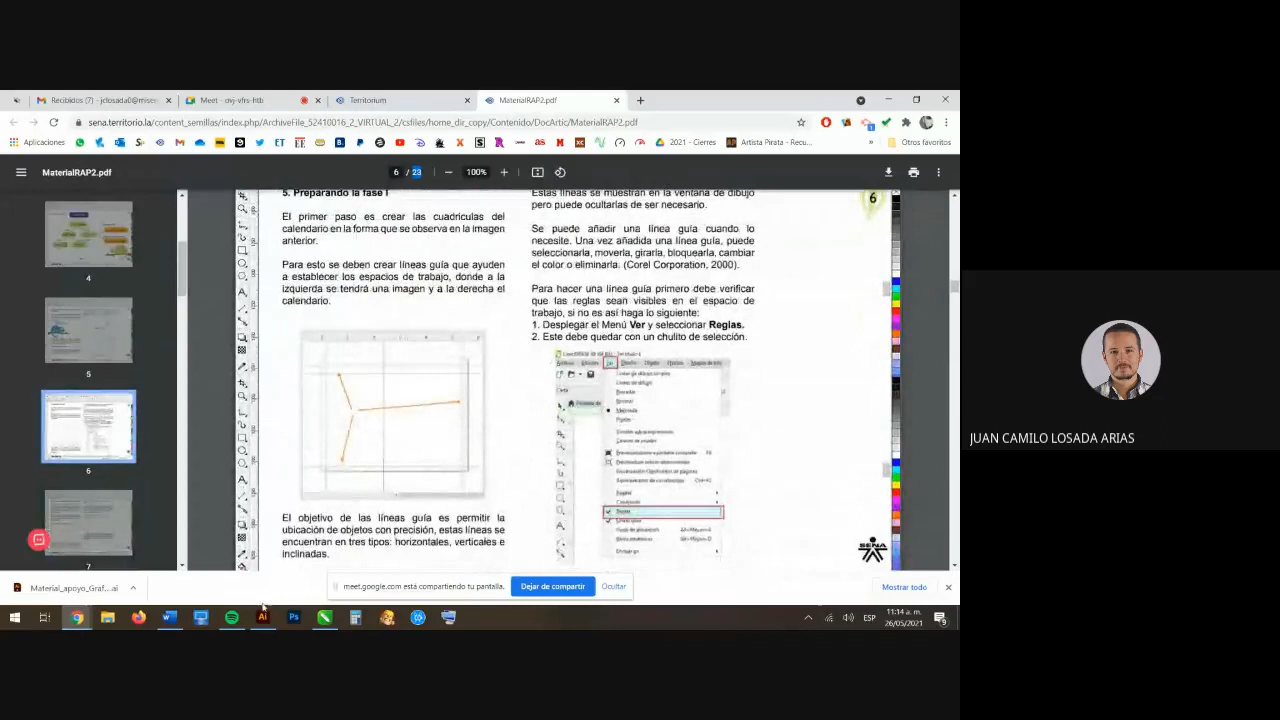 Recibidos (7) - jclosada0@miser
Meet - ovj-vfrs-htb
Territorium
MaterialRAP2.pdf
sena.territorio.la/content_semillas/index.php/ArchiveFile_52410016_2_VIRTUAL_2/csfiles/home_dir_copy/Contenido/DocArtic/MaterialRAP2.pdf
Aplicaciones
2021 - Cierres
Artista Pirata - Recu...
Otros favoritos
MaterialRAP2.pdf
6 / 23
100%
4
5
6
7
5. Preparando la fase I
El primer paso es crear las cuadriculas del
calendario en la forma que se observa en la imagen
anterior.
Para esto se deben crear líneas guía que ayuden
a establecer los espacios de trabajo, donde a la
izquierda se tendrá una imagen y a la derecha el
calendario.
El objetivo de las líneas guía es permitir la
ubicación de objetos con precisión, estas líneas se
encuentran en tres tipos: horizontales, verticales e
inclinadas.
Estas líneas se muestran en la ventana de dibujo
pero puede ocultarlas de ser necesario.
6
Se puede añadir una línea guía cuando lo
necesite. Una vez añadida una línea guía, puede
seleccionarla, moverla, girarla, bloquearla, cambiar
el color o eliminarla. (Corel Corporation, 2000).
Para hacer una línea guía primero debe verificar
que las reglas sean visibles en el espacio de
trabajo, si no es así haga lo siguiente:
1. Desplegar el Menú Ver y seleccionar Reglas.
2. Este debe quedar con un chulito de selección.
SENA
Material_apoyo_Graf....ai
meet.google.com está compartiendo tu pantalla.
Dejar de compartir
Ocultar
Mostrar todo
Ai
Ps
ESP
11:14 a. m.
26/05/2021
JUAN CAMILO LOSADA ARIAS